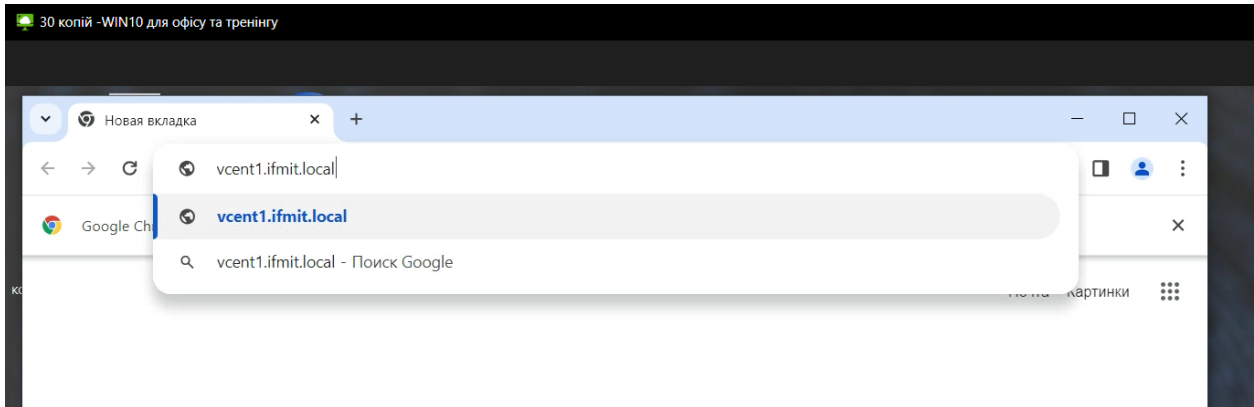 30 копій -WIN10 для офісу та тренінгу
Новая вкладка
vcent1.ifmit.local
vcent1.ifmit.local
Google Ch
vcent1.ifmit.local - Поиск Google
Картинки